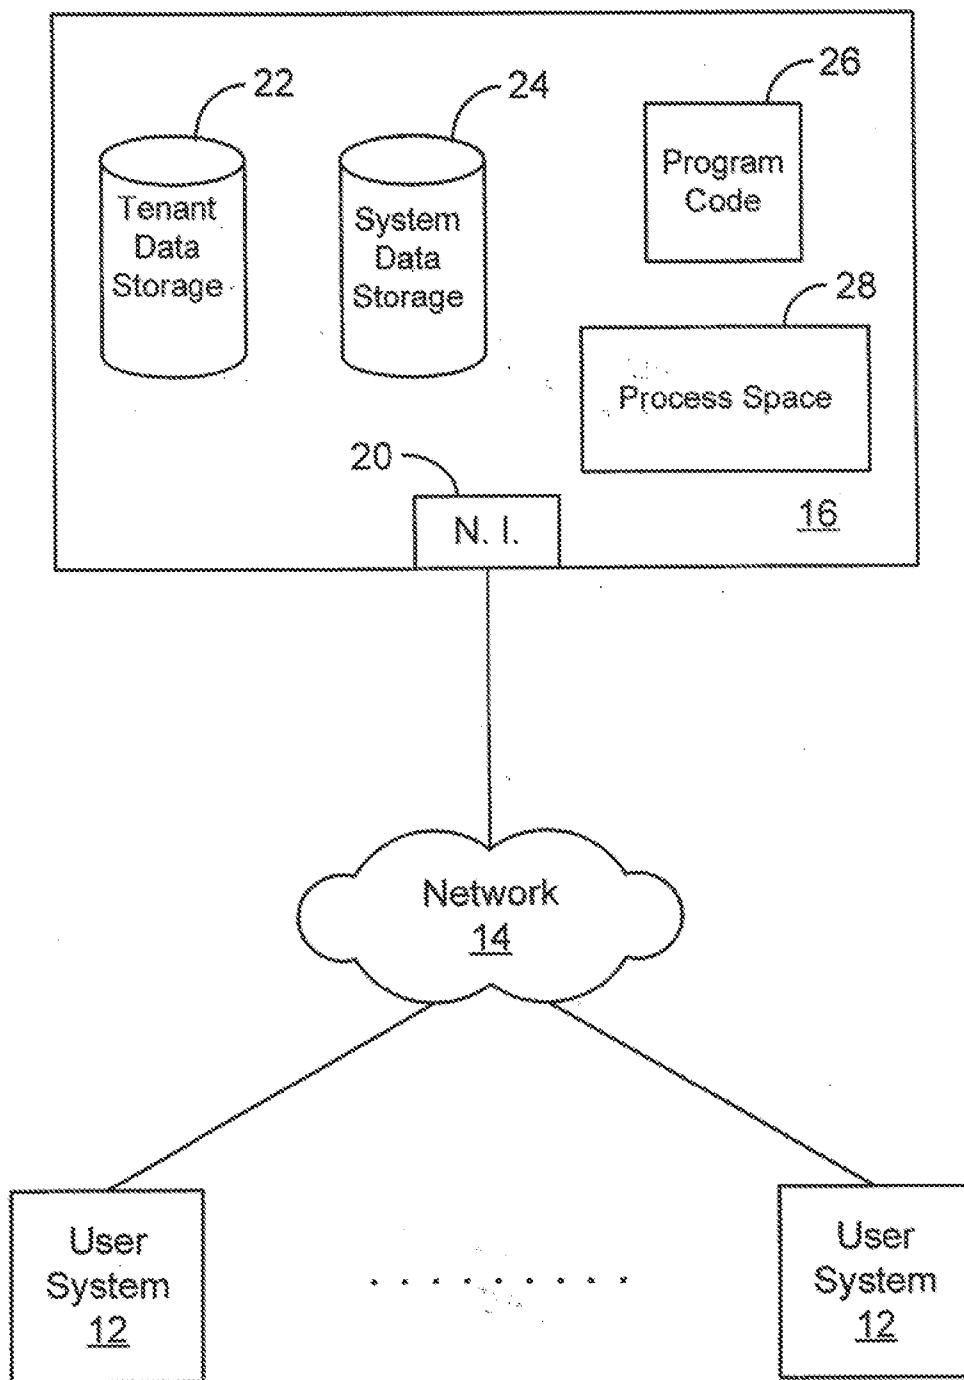 22
24
26
Tenant
Data
Storage
System
Data
Storage
Program
Code
28
Process Space
20
N. I.
16
Network
14
User
System
12
User
System
12